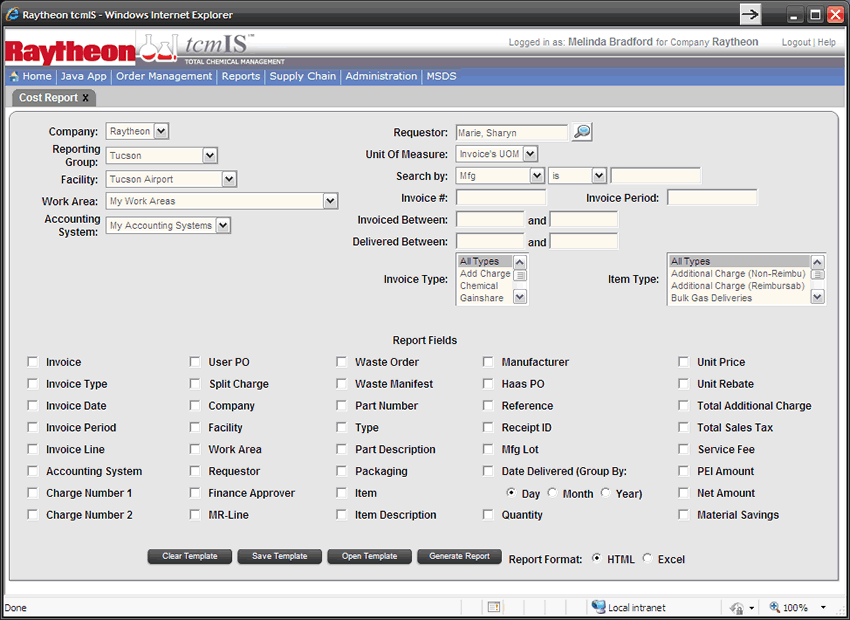 Raytheon tcmIS - Windows Internet Explorer
Raytheon tcmIS™
TOTAL CHEMICAL MANAGEMENT
Logged in as: Melinda Bradford for Company Raytheon Logout | Help
Home Java App Order Management Reports Supply Chain Administration MSDS
Cost Report x
Company: Raytheon
Reporting Group: Tucson
Facility: Tucson Airport
Work Area: My Work Areas
Accounting System: My Accounting Systems
Requestor: Marie, Sharyn
Unit Of Measure: Invoice's UOM
Search by: Mfg is
Invoice #: Invoice Period:
Invoiced Between: and
Delivered Between: and
Invoice Type:
All Types
Add Charge
Chemical
Gainshare
Item Type:
All Types
Additional Charge (Non-Reimbu)
Additional Charge (Reimbursab)
Bulk Gas Deliveries
Report Fields
Invoice User PO Waste Order Manufacturer Unit Price
Invoice Type Split Charge Waste Manifest Haas PO Unit Rebate
Invoice Date Company Part Number Reference Total Additional Charge
Invoice Period Facility Type Receipt ID Total Sales Tax
Invoice Line Work Area Part Description Mfg Lot Service Fee
Accounting System Requestor Packaging Date Delivered (Group By: PEI Amount
Charge Number 1 Finance Approver Item Day Month Year) Net Amount
Charge Number 2 MR-Line Item Description Quantity Material Savings
Clear Template Save Template Open Template Generate Report Report Format: HTML Excel
Done Local intranet 100%